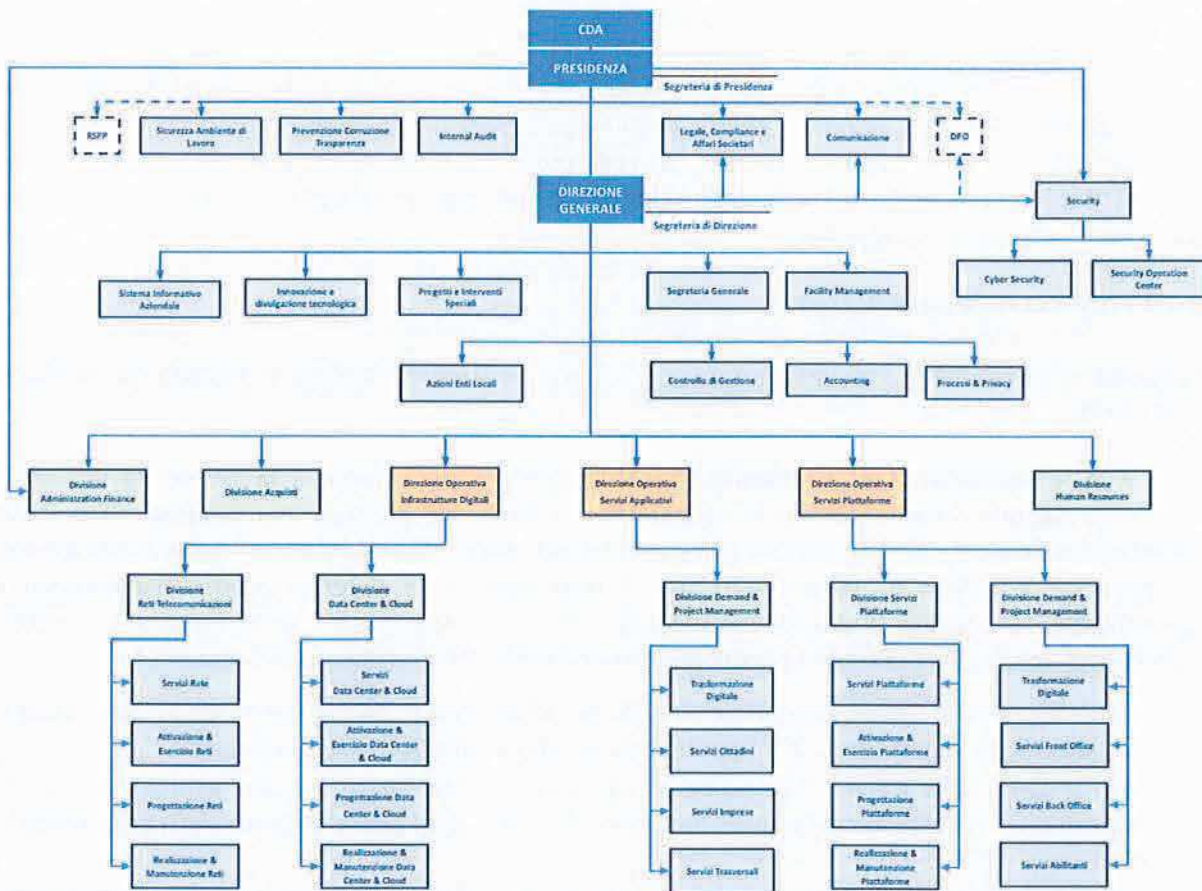 CDA
PRESIDENZA
Segreteria di Presidenza
RSPP
Sicurezza Ambiente di
Lavoro
Prevenzione Corruzione
Trasparenza
Internal Audit
Legale, Compliance e
Affari Societari
Comunicazione
DPO
DIREZIONE
GENERALE
Segreteria di Direzione
Security
Cyber Security
Security Operation
Center
Sistema Informativo
Aziendale
Innovazione e
divulgazione tecnologica
Progetti e Interventi
Speciali
Segreteria Generale
Facility Management
Azioni Enti Locali
Controllo di Gestione
Accounting
Processi & Privacy
Divisione
Administration Finance
Divisione Acquisti
Direzione Operativa
Infrastrutture Digitali
Direzione Operativa
Servizi Applicativi
Direzione Operativa
Servizi Piattaforme
Divisione
Human Resources
Divisione
Reti Telecomunicazioni
Divisione
Data Center & Cloud
Divisione Demand &
Project Management
Divisione Servizi
Piattaforme
Divisione Demand &
Project Management
Servizi Rete
Activazione &
Esercizio Reti
Progettazione Reti
Realizzazione &
Manutenzione Reti
Servizi
Data Center & Cloud
Activazione &
Esercizio Data Center
& Cloud
Progettazione Data
Center & Cloud
Realizzazione &
Manutenzione Data
Center & Cloud
Trasformazione
Digitale
Servizi Cittadini
Servizi Imprese
Servizi Trasversali
Servizi Piattaforme
Activazione &
Esercizio Piattaforme
Progettazione
Piattaforme
Realizzazione &
Manutenzione
Piattaforme
Trasformazione
Digitale
Servizi Front Office
Servizi Back Office
Servizi Abilitanti